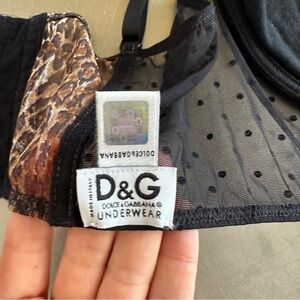 DOLCE&GABBANA
MADE IN ITALY
D&G
DOLCE & GABBANA®
UNDERWEAR